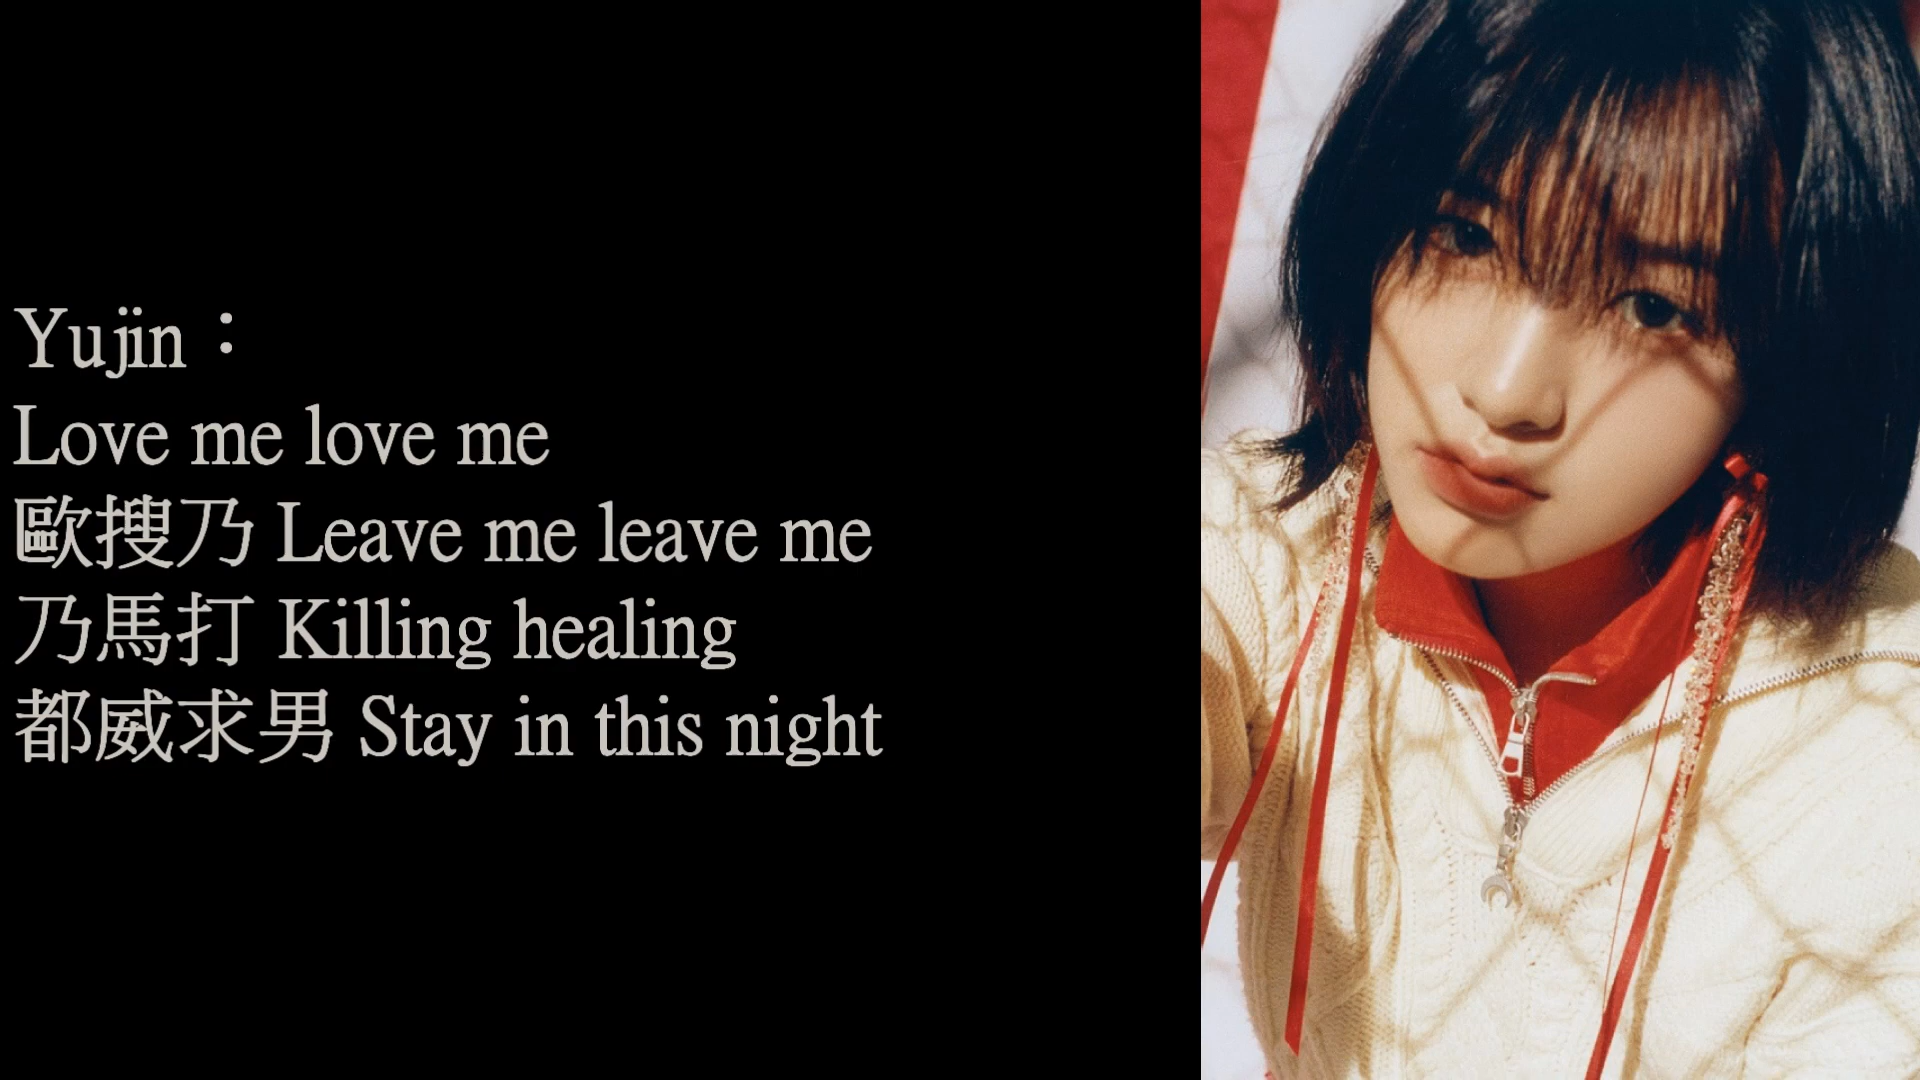 Yujin：
Love me love me
歐搜乃 Leave me leave me
乃馬打 Killing healing
都威求男 Stay in this night